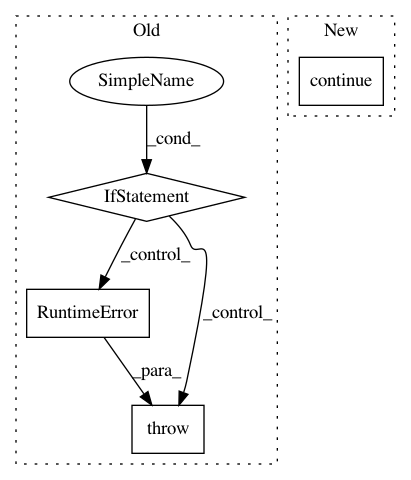 Old
New
SimpleName
continue
_cond_
IfStatement
_control_
_control_
RuntimeError
_para_
throw